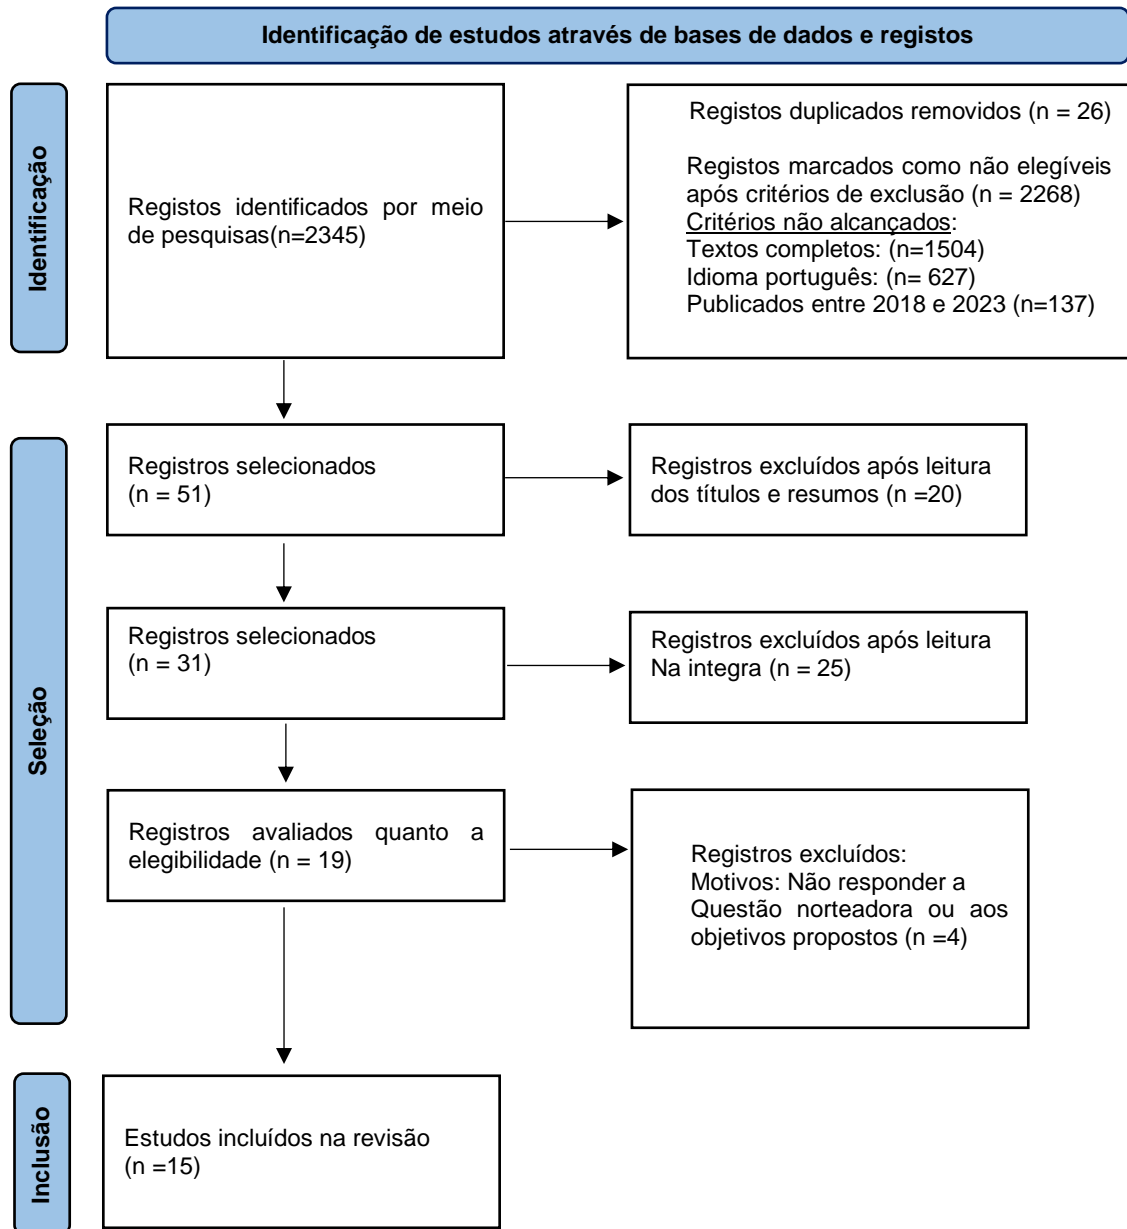 Identificação de estudos através de bases de dados e registos
Identificação
Registos identificados por meio
de pesquisas(n=2345)
Registos duplicados removidos (n = 26)
Registos marcados como não elegíveis
após critérios de exclusão (n = 2268)
Critérios não alcançados:
Textos completos: (n=1504)
Idioma português: (n= 627)
Publicados entre 2018 e 2023 (n=137)
Seleção
Registros selecionados
(n = 51)
Registros excluídos após leitura
dos títulos e resumos (n =20)
Registros selecionados
(n = 31)
Registros excluídos após leitura
Na integra (n = 25)
Registros avaliados quanto a
elegibilidade (n = 19)
Registros excluídos:
Motivos: Não responder a
Questão norteadora ou aos
objetivos propostos (n =4)
Inclusão
Estudos incluídos na revisão
(n =15)